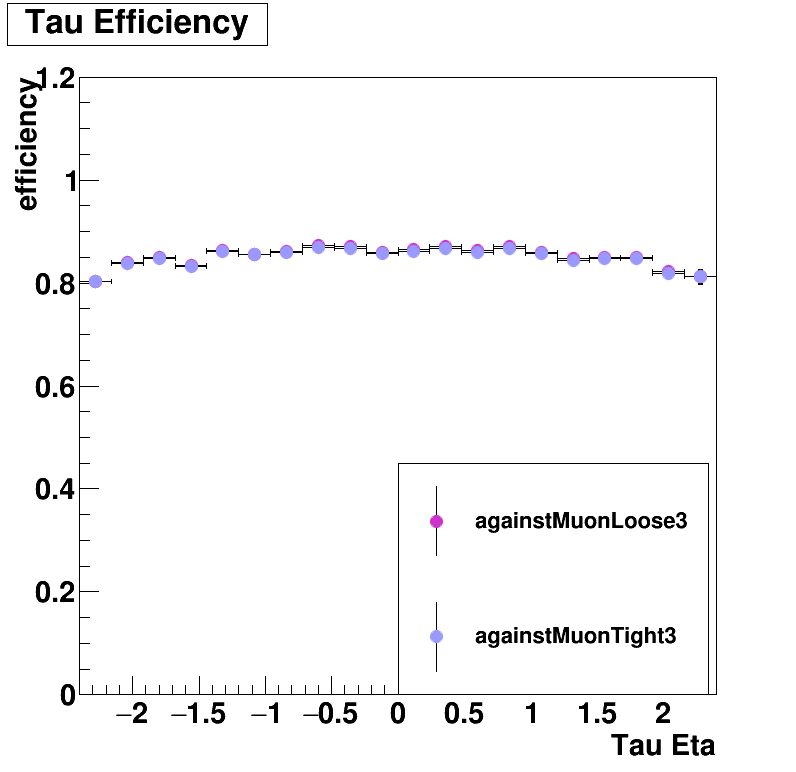 Tau Efficiency
efficiency
1.2
1
0.8
0.6
0.4
0.2
0
againstMuonLoose3
againstMuonTight3
−2 −1.5 −1 −0.5 0 0.5 1 1.5 2
Tau Eta